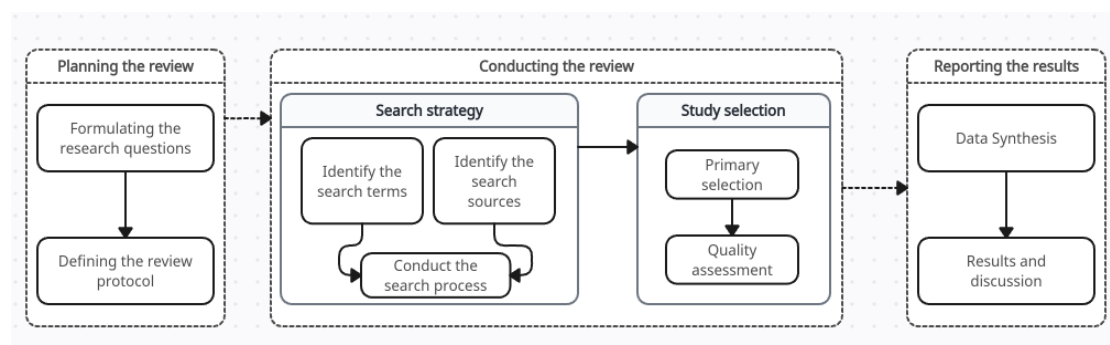 Planning the review
Formulating the
research questions
Defining the review
protocol
Conducting the review
Search strategy
Identify the
search terms
Identify the
search
sources
Conduct the
search process
Study selection
Primary
selection
Quality
assessment
Reporting the results
Data Synthesis
Results and
discussion